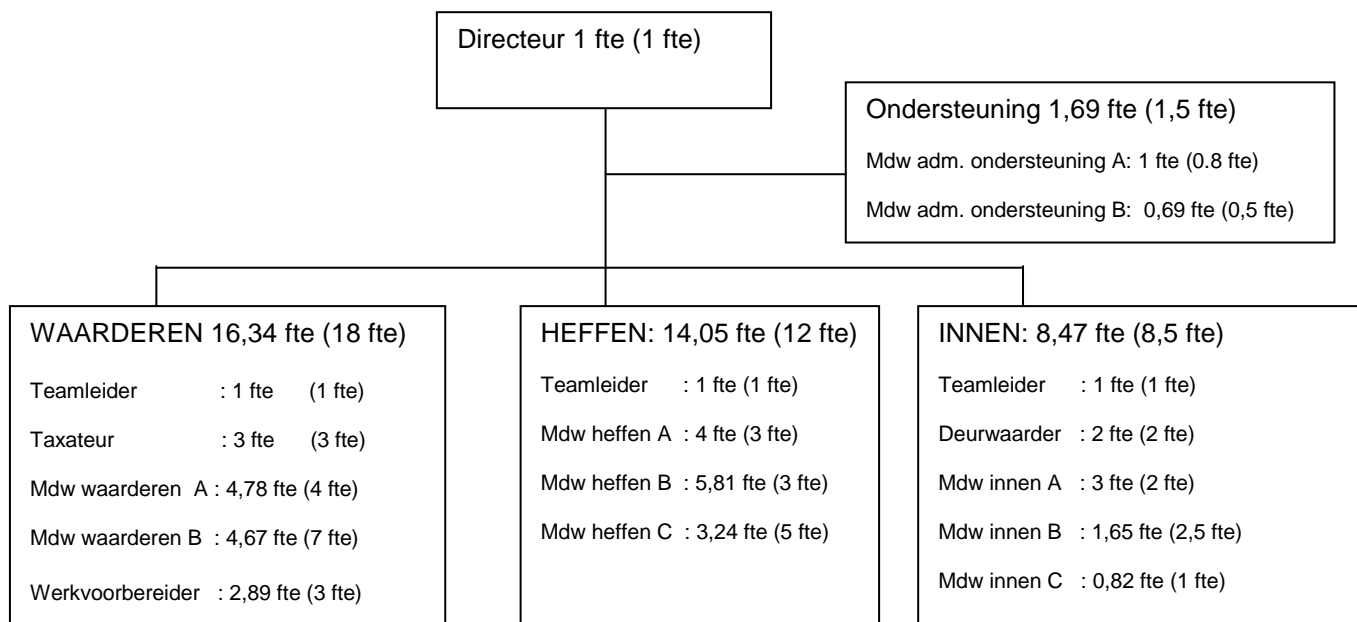 Directeur 1 fte (1 fte)
Ondersteuning 1,69 fte (1,5 fte)
Mdw adm. ondersteuning A: 1 fte (0.8 fte)
Mdw adm. ondersteuning B: 0,69 fte (0,5 fte)
WAARDEREN 16,34 fte (18 fte)
Teamleider : 1 fte (1 fte)
Taxateur : 3 fte (3 fte)
Mdw waarderen A : 4,78 fte (4 fte)
Mdw waarderen B : 4,67 fte (7 fte)
Werkvoorbereider : 2,89 fte (3 fte)
HEFFEN: 14,05 fte (12 fte)
Teamleider : 1 fte (1 fte)
Mdw heffen A : 4 fte (3 fte)
Mdw heffen B : 5,81 fte (3 fte)
Mdw heffen C : 3,24 fte (5 fte)
INNEN: 8,47 fte (8,5 fte)
Teamleider : 1 fte (1 fte)
Deurwaarder : 2 fte (2 fte)
Mdw innen A : 3 fte (2 fte)
Mdw innen B : 1,65 fte (2,5 fte)
Mdw innen C : 0,82 fte (1 fte)